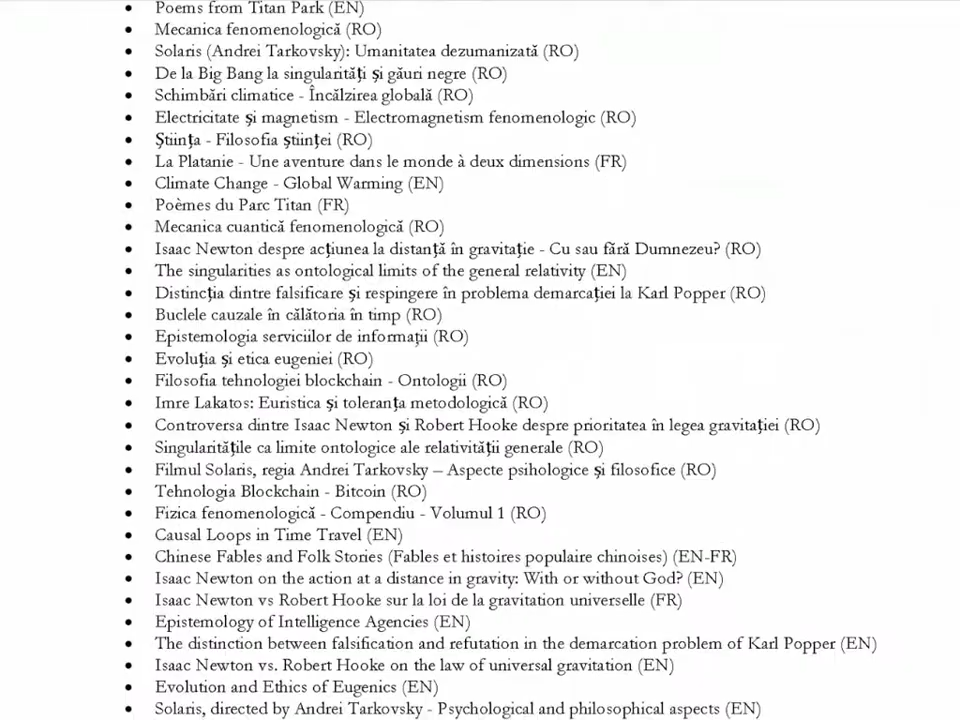 • Poems from Titan Park (EN)
• Mecanica fenomenologică (RO)
• Solaris (Andrei Tarkovsky): Umanitatea dezumanizată (RO)
• De la Big Bang la singularități și găuri negre (RO)
• Schimbări climatice - Încălzirea globală (RO)
• Electricitate și magnetism - Electromagnetism fenomenologic (RO)
• Știința - Filosofia științei (RO)
• La Platanie - Une aventure dans le monde à deux dimensions (FR)
• Climate Change - Global Warming (EN)
• Poèmes du Parc Titan (FR)
• Mecanica cuantică fenomenologică (RO)
• Isaac Newton despre acțiunea la distanță în gravitație - Cu sau fără Dumnezeu? (RO)
• The singularities as ontological limits of the general relativity (EN)
• Distincția dintre falsificare și respingere în problema demarcației la Karl Popper (RO)
• Buclele cauzale în călătoria în timp (RO)
• Epistemologia serviciilor de informații (RO)
• Evoluția și etica eugeniei (RO)
• Filosofia tehnologiei blockchain - Ontologii (RO)
• Imre Lakatos: Euristica și toleranța metodologică (RO)
• Controversa dintre Isaac Newton și Robert Hooke despre prioritatea în legea gravitației (RO)
• Singularitățile ca limite ontologice ale relativității generale (RO)
• Filmul Solaris, regia Andrei Tarkovsky – Aspecte psihologice și filosofice (RO)
• Tehnologia Blockchain - Bitcoin (RO)
• Fizica fenomenologică - Compendiu - Volumul 1 (RO)
• Causal Loops in Time Travel (EN)
• Chinese Fables and Folk Stories (Fables et histoires populaire chinoises) (EN-FR)
• Isaac Newton on the action at a distance in gravity: With or without God? (EN)
• Isaac Newton vs Robert Hooke sur la loi de la gravitation universelle (FR)
• Epistemology of Intelligence Agencies (EN)
• The distinction between falsification and refutation in the demarcation problem of Karl Popper (EN)
• Isaac Newton vs. Robert Hooke on the law of universal gravitation (EN)
• Evolution and Ethics of Eugenics (EN)
• Solaris, directed by Andrei Tarkovsky - Psychological and philosophical aspects (EN)